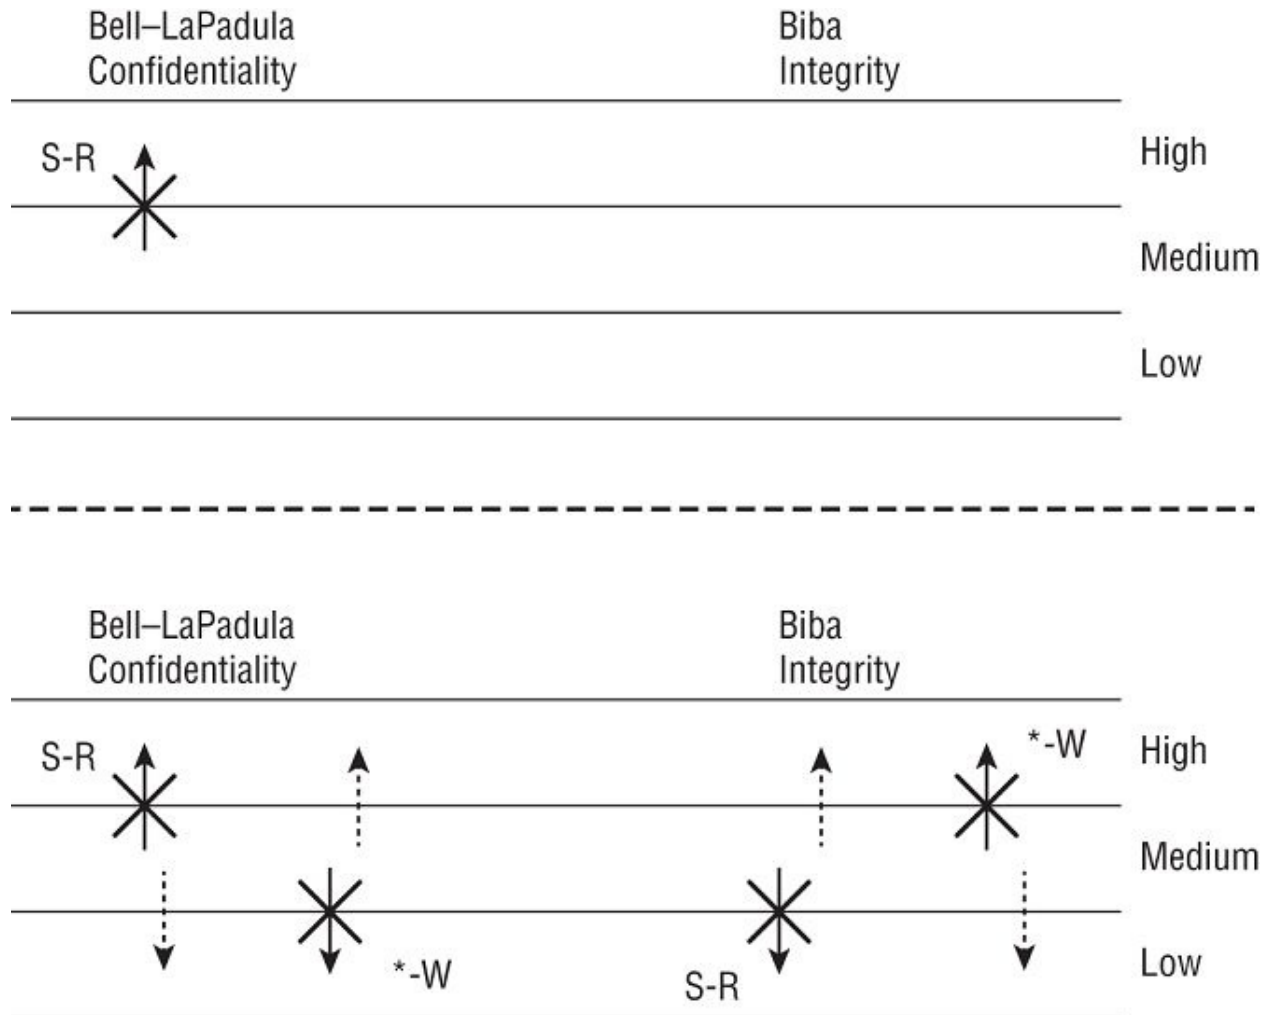 Bell–LaPadula
Confidentiality
Biba
Integrity
S-R
High
Medium
Low
Bell–LaPadula
Confidentiality
Biba
Integrity
S-R
*-W
High
Medium
*-W
S-R
Low